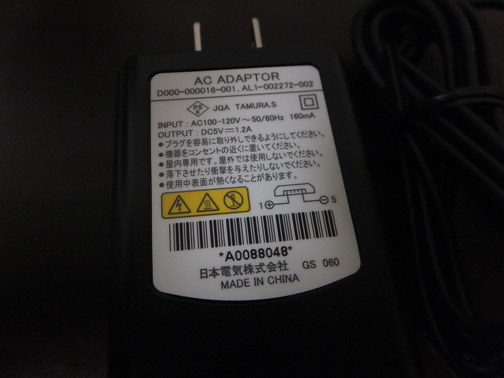 AC ADAPTOR
D000-000016-001, AL1-002272-002
PS E JQA TAMURA.S
INPUT : AC100-120V～50/60Hz 160mA
OUTPUT : DC5V⎓1.2A
●プラグを容易に取り外しできるようにしてください。
●機器をコンセントの近くに置いてください。
●屋内専用です。屋外では使用しないでください。
●落下させたり衝撃を与えたりしないでください。
●使用中表面が熱くなることがあります。
1⊕ ⊖5
*A0088048*
日本電気株式会社 GS 060
MADE IN CHINA